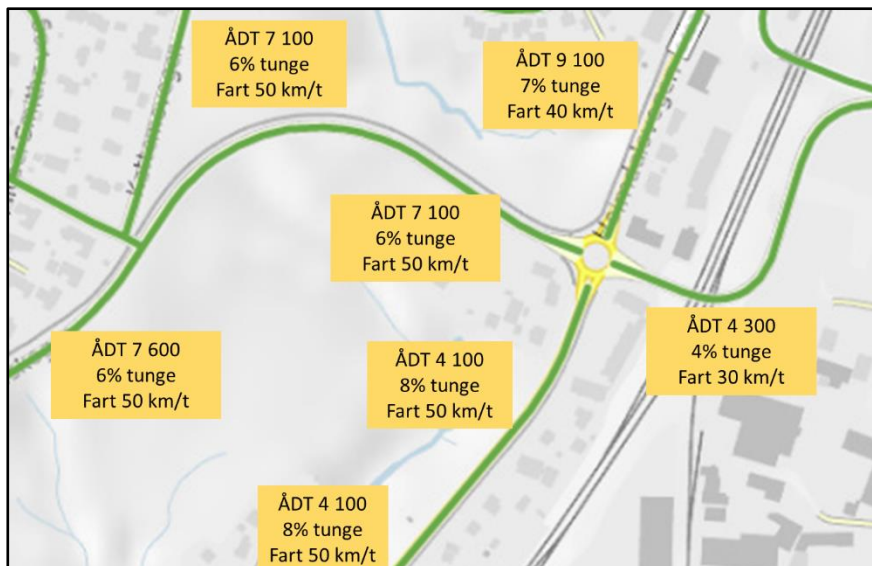 ÅDT 7 100
6% tunge
Fart 50 km/t
ÅDT 9 100
7% tunge
Fart 40 km/t
ÅDT 7 100
6% tunge
Fart 50 km/t
ÅDT 4 300
4% tunge
Fart 30 km/t
ÅDT 7 600
6% tunge
Fart 50 km/t
ÅDT 4 100
8% tunge
Fart 50 km/t
ÅDT 4 100
8% tunge
Fart 50 km/t